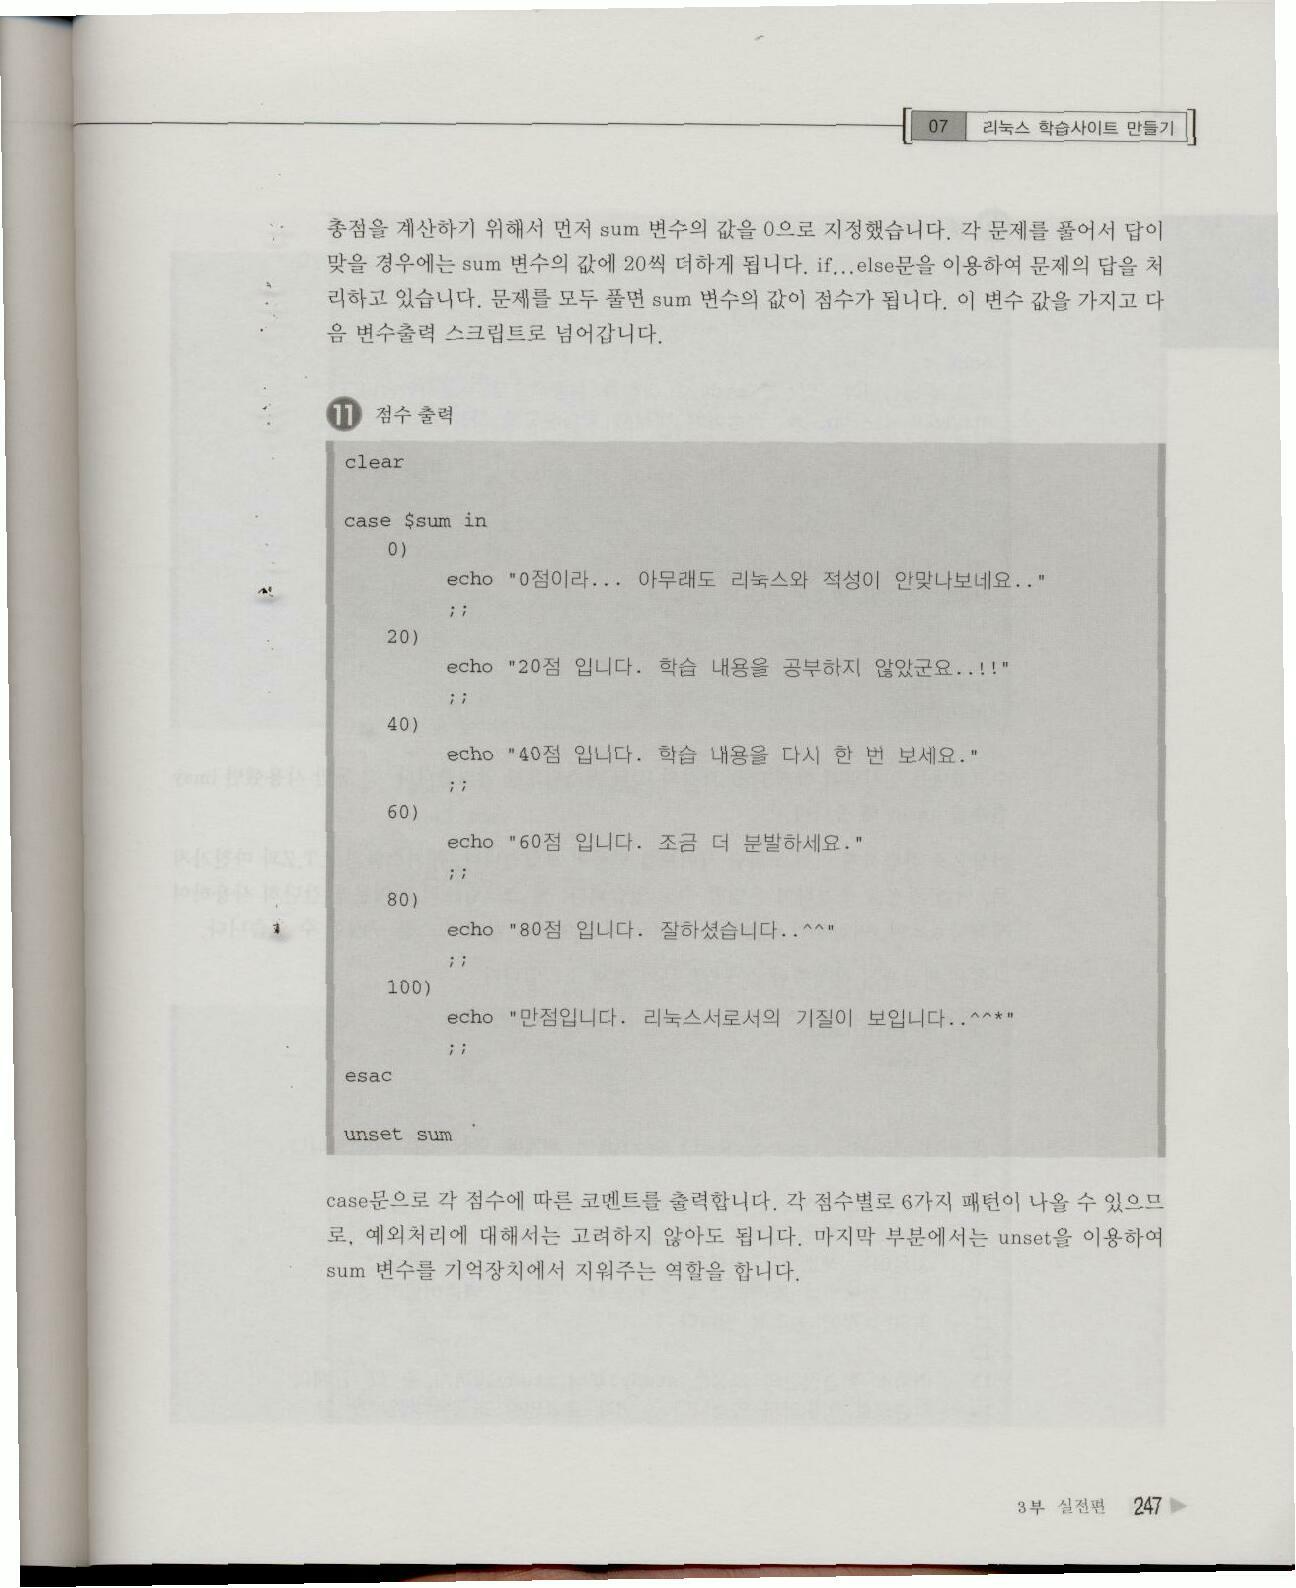 07 리눅스 학습사이트 만들기
총점을 계산하기 위해서 먼저 sum 변수의 값을 0으로 지정했습니다. 각 문제를 풀어서 답이
맞을 경우에는 sum 변수의 값에 20씩 더하게 됩니다. if...else문을 이용하여 문제의 답을 처
리하고 있습니다. 문제를 모두 풀면 sum 변수의 값이 점수가 됩니다. 이 변수 값을 가지고 다
음 변수출력 스크립트로 넘어갑니다.
11 점수 출력
clear
case $sum in
0)
echo "0점이라... 아무래도 리눅스와 적성이 안맞나보네요.."
;;
20)
echo "20점 입니다. 학습 내용을 공부하지 않았군요..!!"
;;
40)
echo "40점 입니다. 학습 내용을 다시 한 번 보세요."
;;
60)
echo "60점 입니다. 조금 더 분발하세요."
;;
80)
echo "80점 입니다. 잘하셨습니다..^^"
;;
100)
echo "만점입니다. 리눅스서로서의 기질이 보입니다..^^*"
;;
esac
unset sum
case문으로 각 점수에 따른 코멘트를 출력합니다. 각 점수별로 6가지 패턴이 나올 수 있으므
로, 예외처리에 대해서는 고려하지 않아도 됩니다. 마지막 부분에서는 unset을 이용하여
sum 변수를 기억장치에서 지워주는 역할을 합니다.
3부 실전편 247